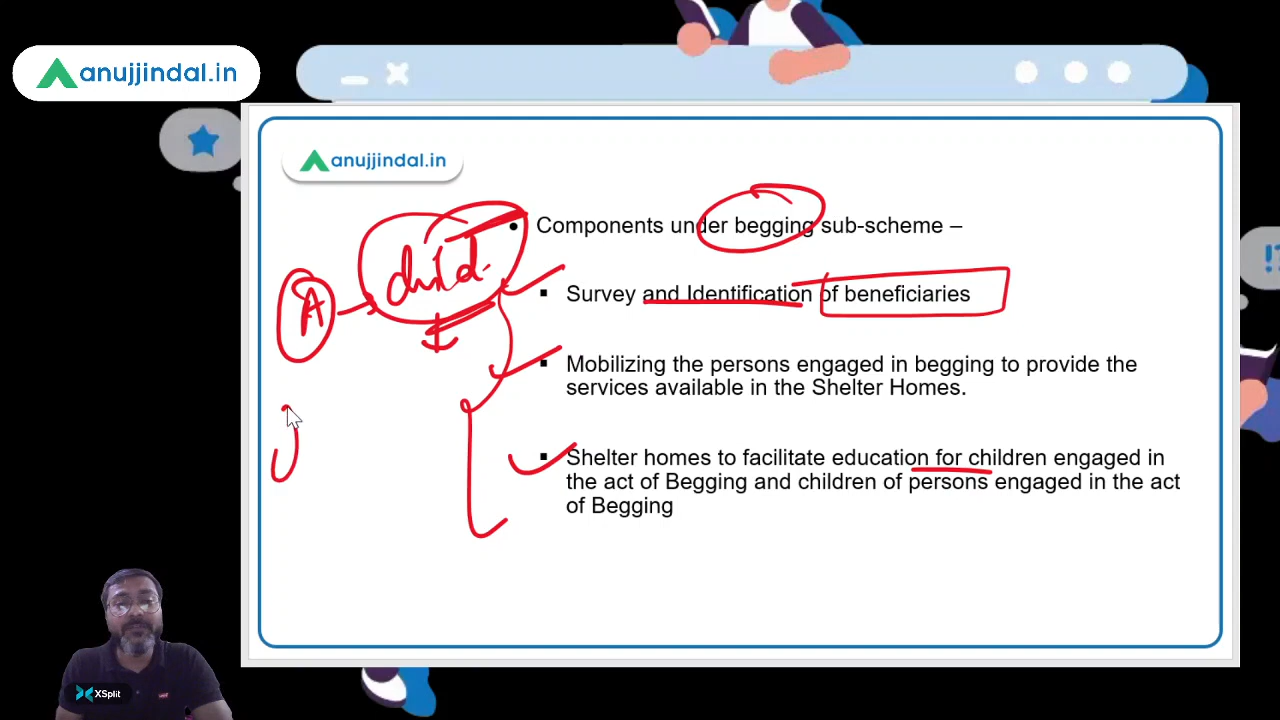 anujjindal.in
anujjindal.in
• Components under begging sub-scheme –
▪ Survey and Identification of beneficiaries
▪ Mobilizing the persons engaged in begging to provide the
services available in the Shelter Homes.
▪ Shelter homes to facilitate education for children engaged in
the act of Begging and children of persons engaged in the act
of Begging
child
A
XSplit